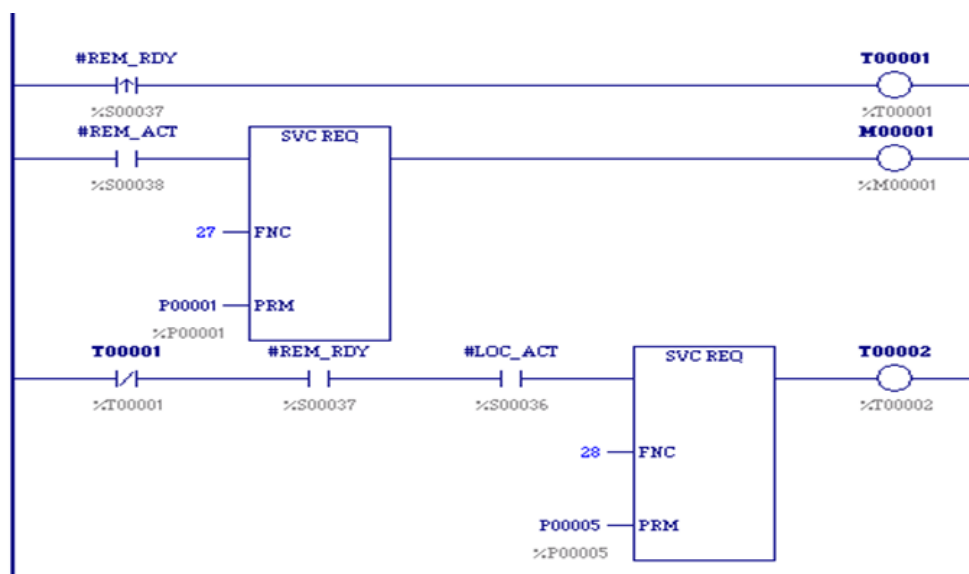 #REM_RDY T00001
%S00037 %T00001
#REM_ACT SVC REQ M00001
%S00038 %M00001
27 FNC
P00001 PRM
%P00001
T00001 #REM_RDY #LOC_ACT SVC REQ T00002
%T00001 %S00037 %S00036 %T00002
28 FNC
P00005 PRM
%P00005